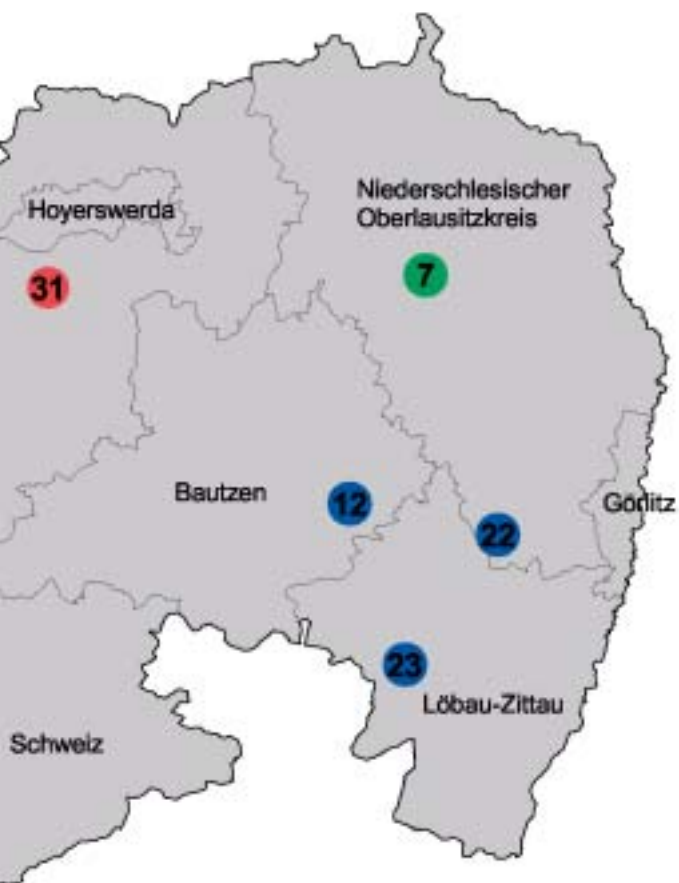 Niederschlesischer
Oberlausitzkreis
Hoyerswerda
7
31
Bautzen
12
Görlitz
22
23
Löbau-Zittau
Schweiz